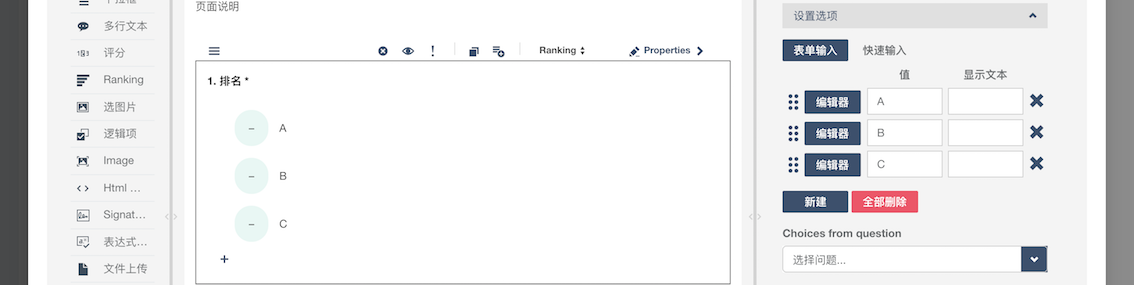 多行文本
评分
Ranking
选图片
逻辑项
Image
Html ...
Signat...
表达式...
文件上传
页面说明
Ranking
Properties
1. 排名 *
A
B
C
设置选项
表单输入 快速输入
值 显示文本
编辑器 A
编辑器 B
编辑器 C
新建 全部删除
Choices from question
选择问题...